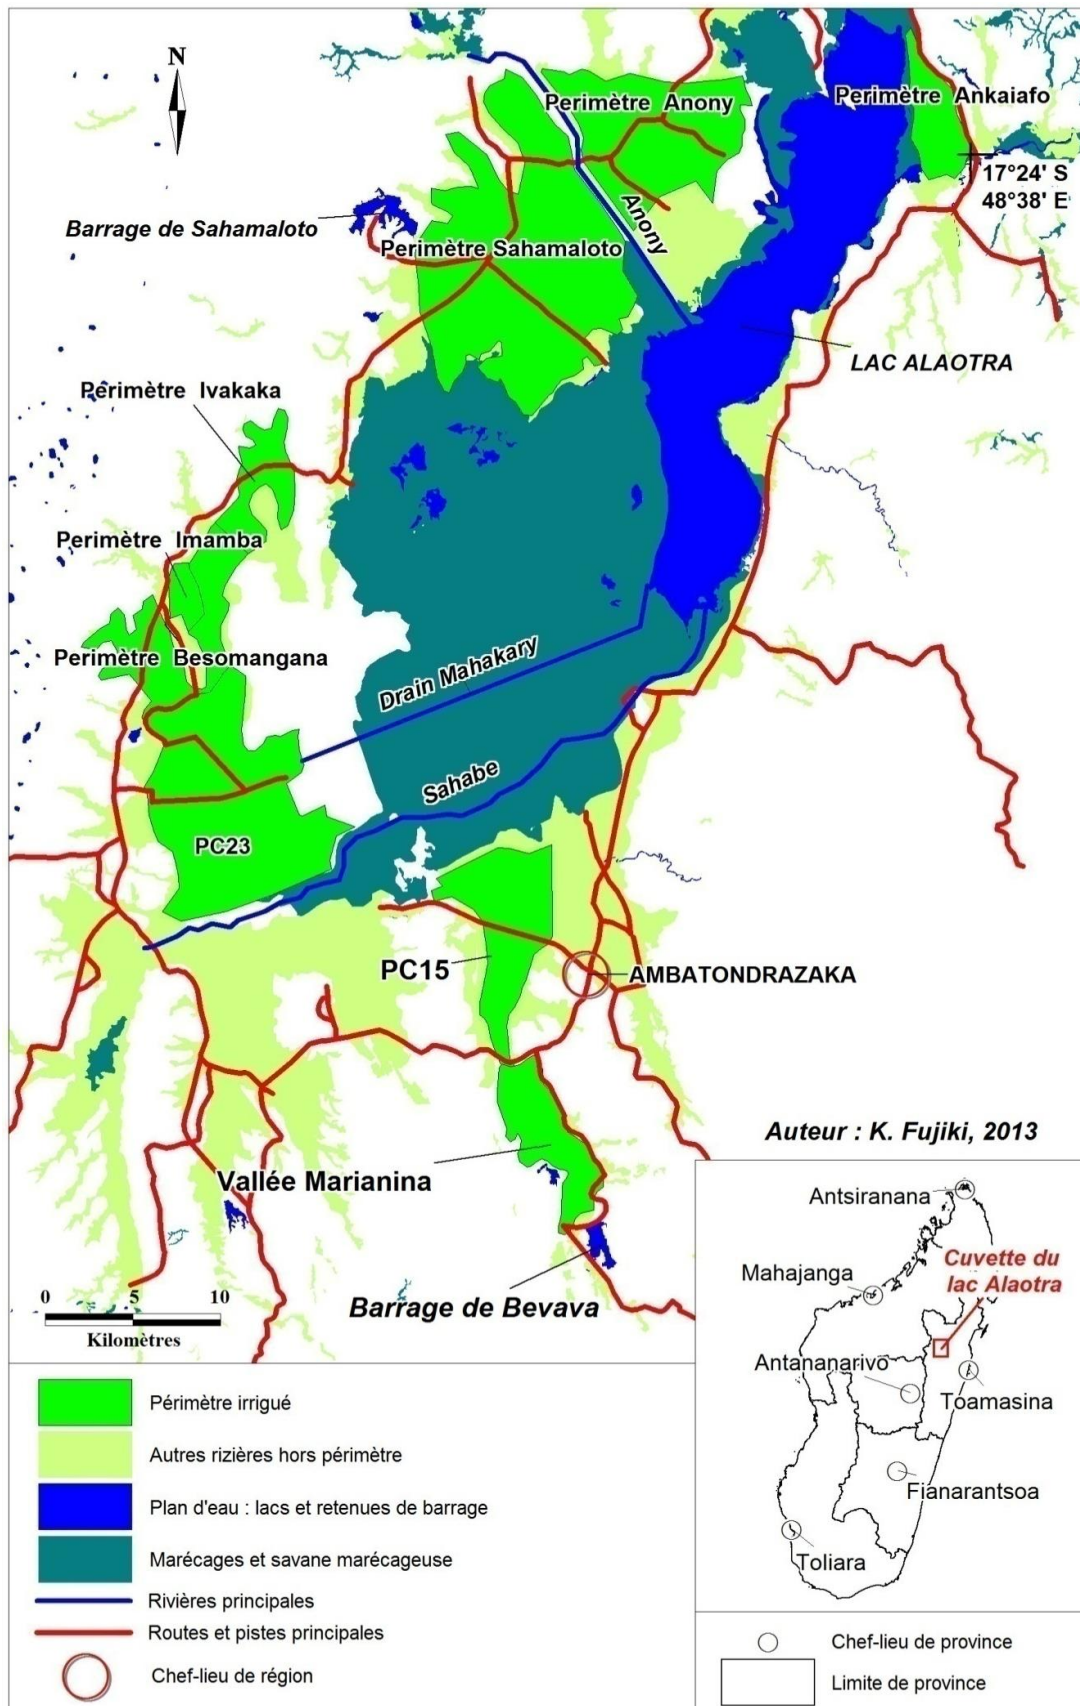 N
Perimètre Anony
Perimètre Ankaiafo
17°24' S
48°38' E
Barrage de Sahamaloto
Anony
Perimètre Sahamaloto
LAC ALAOTRA
Périmètre Ivakaka
Perimètre Imamba
Perimètre Besomangana
Drain Mahakary
Sahabe
PC23
PC15
AMBATONDRAZAKA
Auteur : K. Fujiki, 2013
Vallée Marianina
Barrage de Bevava
0 5 10
Kilomètres
Antsiranana
Cuvette du
lac Alaotra
Mahajanga
Antananarivo
Toamasina
Fianarantsoa
Toliara
Périmètre irrigué
Autres rizières hors périmètre
Plan d'eau : lacs et retenues de barrage
Marécages et savane marécageuse
Rivières principales
Routes et pistes principales
Chef-lieu de région
Chef-lieu de province
Limite de province